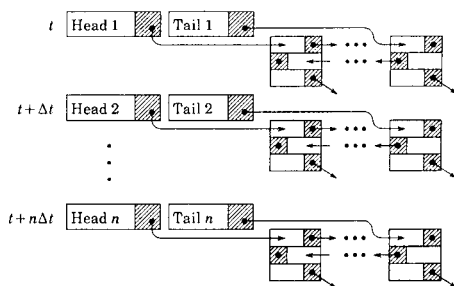 t Head 1 Tail 1
t + Δt Head 2 Tail 2
t + nΔt Head n Tail n